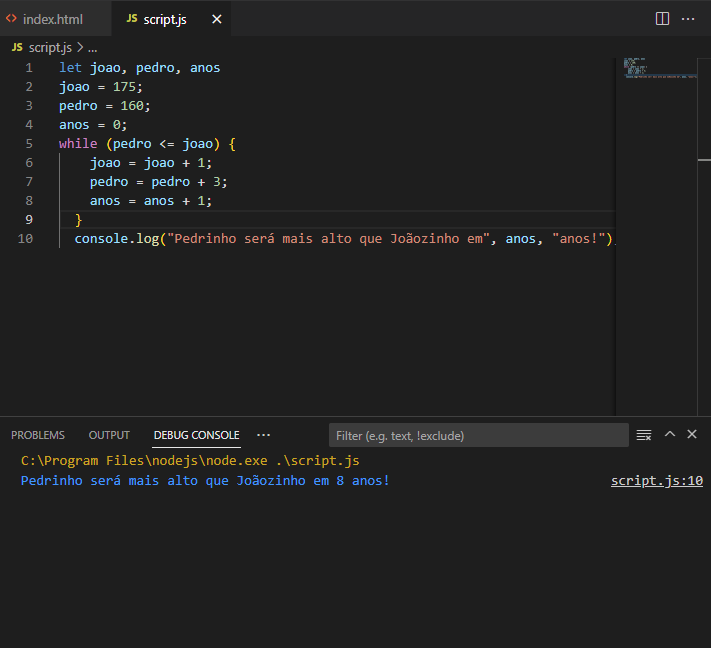 index.html JS script.js
JS script.js > ...
1 let joao, pedro, anos
2 joao = 175;
3 pedro = 160;
4 anos = 0;
5 while (pedro <= joao) {
6 joao = joao + 1;
7 pedro = pedro + 3;
8 anos = anos + 1;
9 }
10 console.log("Pedrinho será mais alto que Joãozinho em", anos, "anos!")
PROBLEMS OUTPUT DEBUG CONSOLE ... Filter (e.g. text, !exclude)
C:\Program Files\nodejs\node.exe .\script.js
Pedrinho será mais alto que Joãozinho em 8 anos! script.js:10